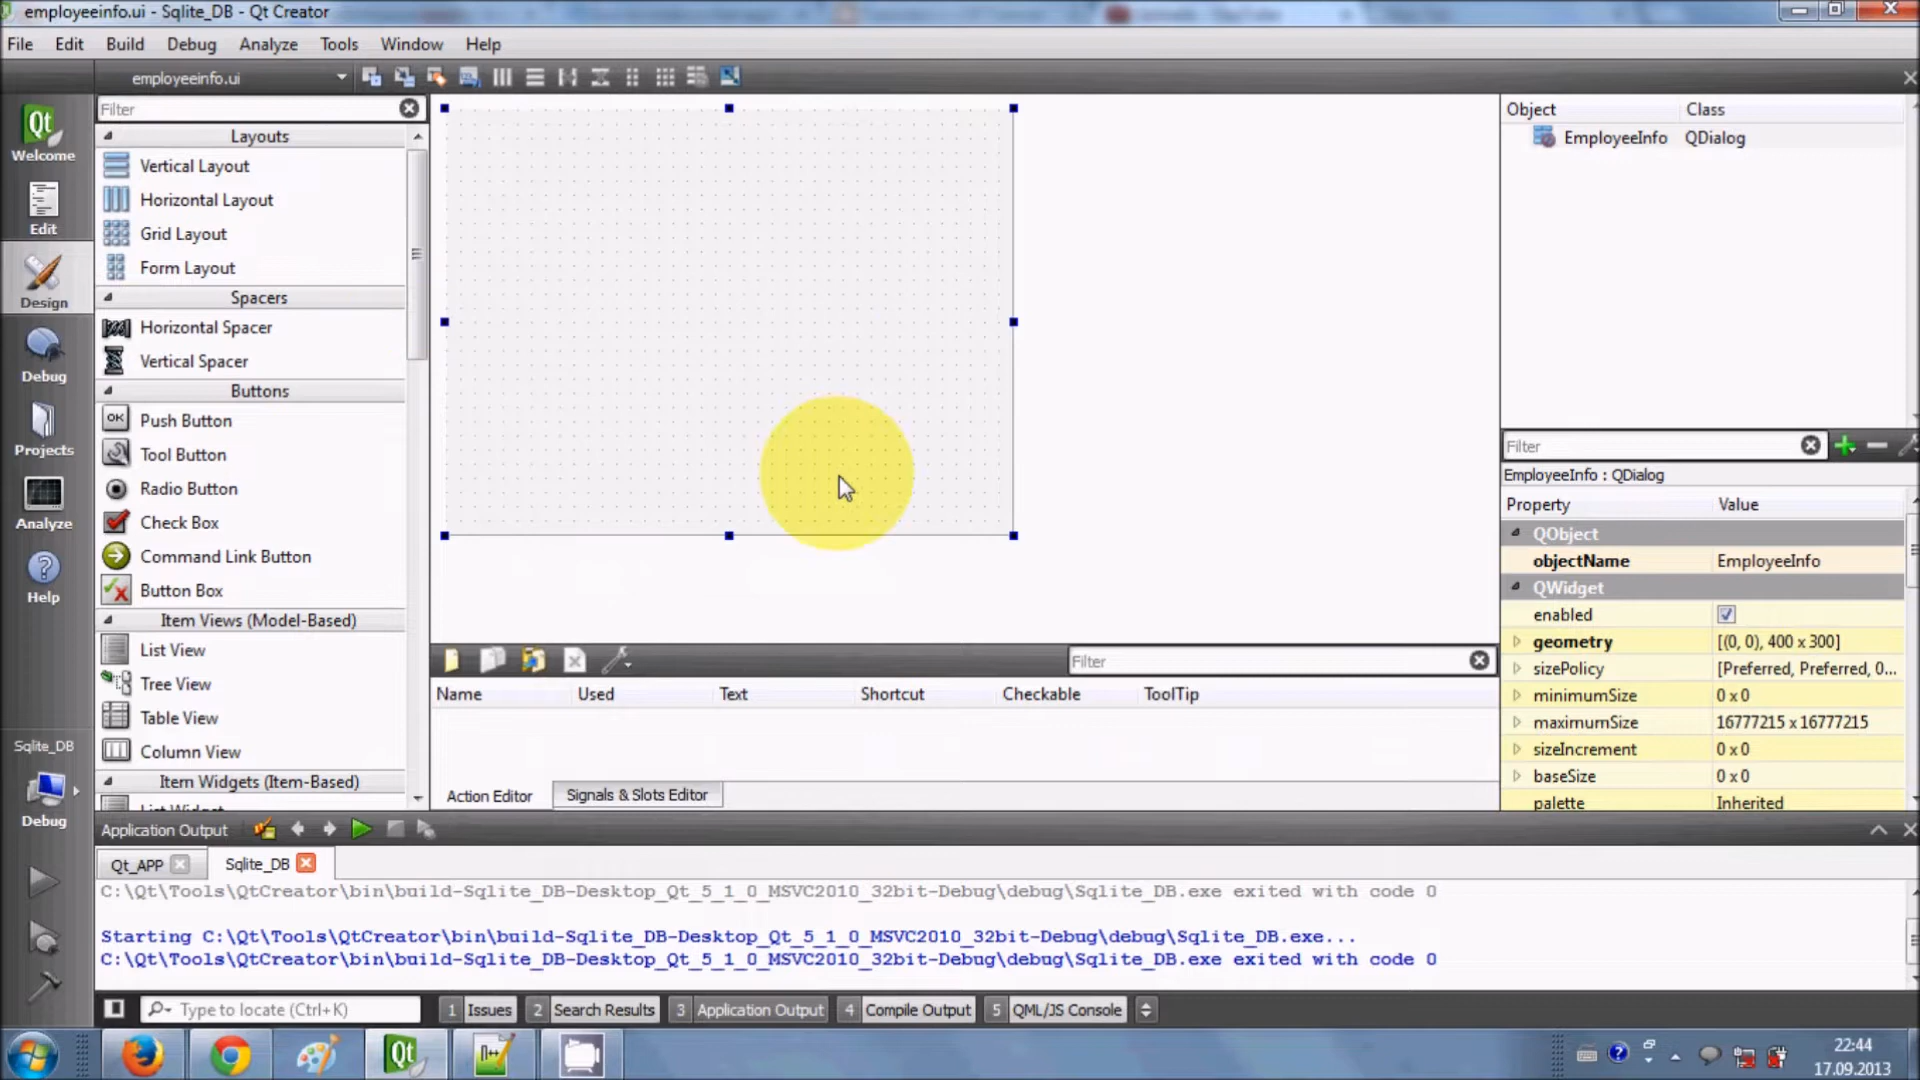 employeeinfo.ui - Sqlite_DB - Qt Creator
File Edit Build Debug Analyze Tools Window Help
employeeinfo.ui
Filter
Layouts
Vertical Layout
Horizontal Layout
Grid Layout
Form Layout
Spacers
Horizontal Spacer
Vertical Spacer
Buttons
OK
Push Button
Tool Button
Radio Button
Check Box
Command Link Button
Button Box
Item Views (Model-Based)
List View
Tree View
Table View
Column View
Item Widgets (Item-Based)
List Widget
Qt
Welcome
Edit
Design
Debug
Projects
Analyze
Help
Sqlite_DB
Debug
Object Class
EmployeeInfo QDialog
Filter
EmployeeInfo : QDialog
Property Value
QObject
objectName EmployeeInfo
QWidget
enabled
geometry [(0, 0), 400 x 300]
sizePolicy [Preferred, Preferred, 0...
minimumSize 0 x 0
maximumSize 16777215 x 16777215
sizeIncrement 0 x 0
baseSize 0 x 0
palette Inherited
Filter
Name Used Text Shortcut Checkable ToolTip
Action Editor Signals & Slots Editor
Application Output
Qt_APP Sqlite_DB
C:\Qt\Tools\QtCreator\bin\build-Sqlite_DB-Desktop_Qt_5_1_0_MSVC2010_32bit-Debug\debug\Sqlite_DB.exe exited with code 0
Starting C:\Qt\Tools\QtCreator\bin\build-Sqlite_DB-Desktop_Qt_5_1_0_MSVC2010_32bit-Debug\debug\Sqlite_DB.exe...
C:\Qt\Tools\QtCreator\bin\build-Sqlite_DB-Desktop_Qt_5_1_0_MSVC2010_32bit-Debug\debug\Sqlite_DB.exe exited with code 0
Type to locate (Ctrl+K) 1 Issues 2 Search Results 3 Application Output 4 Compile Output 5 QML/JS Console
Qt
22:44
17.09.2013